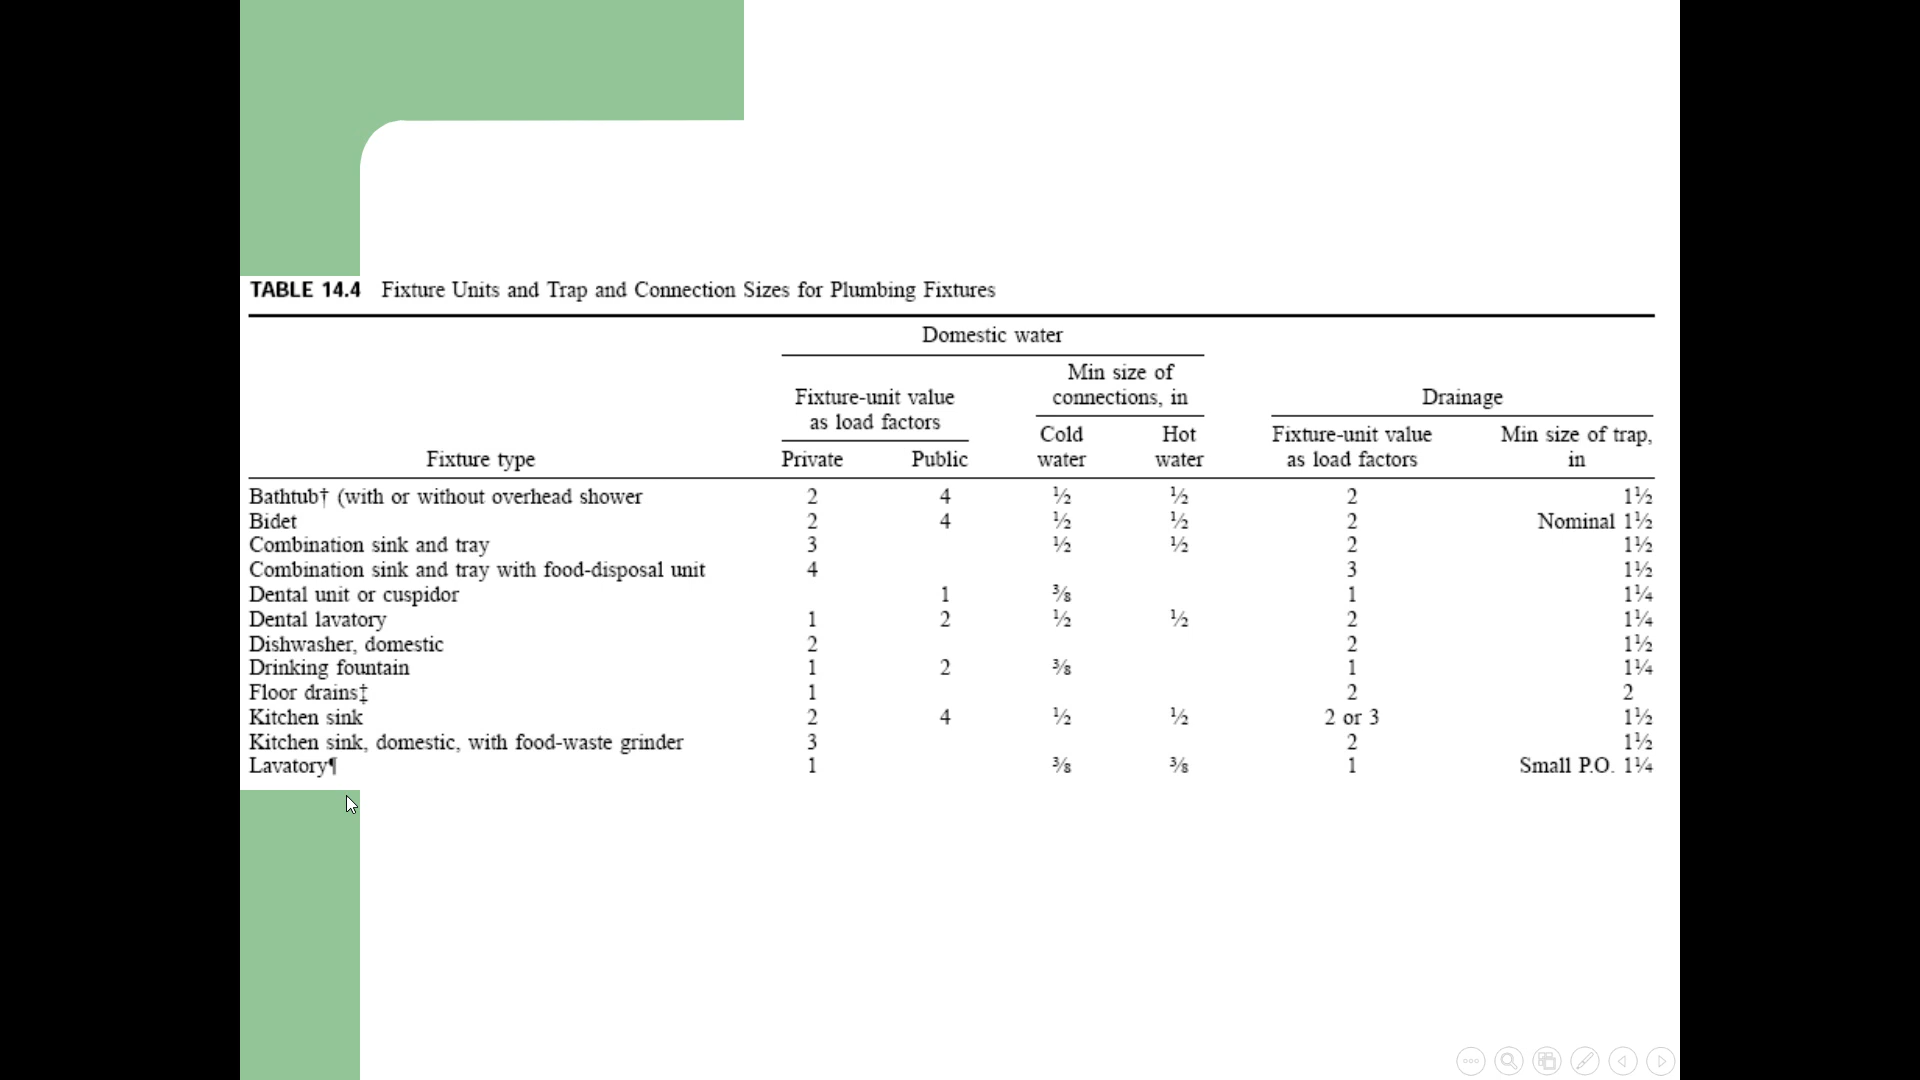 TABLE 14.4 Fixture Units and Trap and Connection Sizes for Plumbing Fixtures
Domestic water
Min size of
Fixture-unit value connections, in Drainage
as load factors
Cold Hot Fixture-unit value Min size of trap,
Fixture type Private Public water water as load factors in
Bathtub† (with or without overhead shower 2 4 ½ ½ 2 1½
Bidet 2 4 ½ ½ 2 Nominal 1½
Combination sink and tray 3 ½ ½ 2 1½
Combination sink and tray with food-disposal unit 4 3 1½
Dental unit or cuspidor 1 ⅜ 1 1¼
Dental lavatory 1 2 ½ ½ 2 1¼
Dishwasher, domestic 2 2 1½
Drinking fountain 1 2 ⅜ 1 1¼
Floor drains‡ 1 2 2
Kitchen sink 2 4 ½ ½ 2 or 3 1½
Kitchen sink, domestic, with food-waste grinder 3 2 1½
Lavatory¶ 1 ⅜ ⅜ 1 Small P.O. 1¼